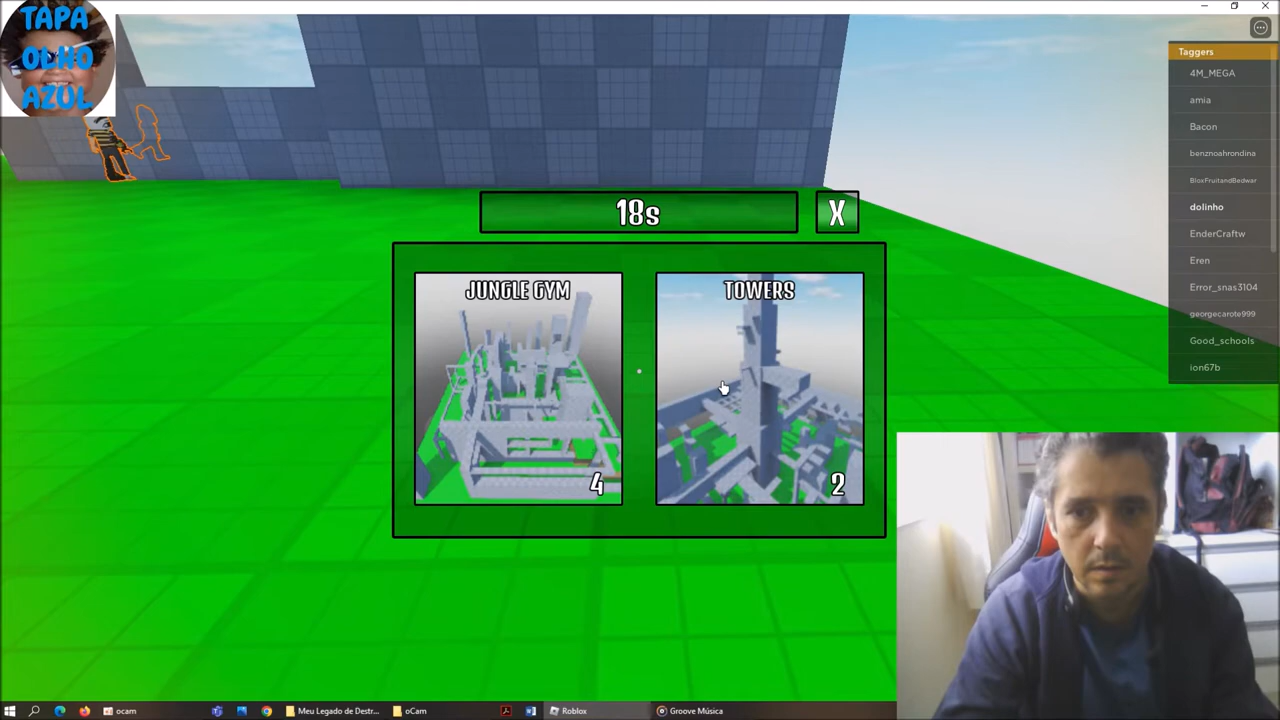 TAPA
OLHO
AZUL
Taggers
4M_MEGA
amia
Bacon
benznoahrondina
BloxFruitandBedwar
dolinho
EnderCraftw
Eren
Error_snas3104
georgecarote999
Good_schools
ion67b
18s
X
JUNGLE GYM
TOWERS
4
2
ocam
Meu Legado de Destr...
oCam
Roblox
Groove Música